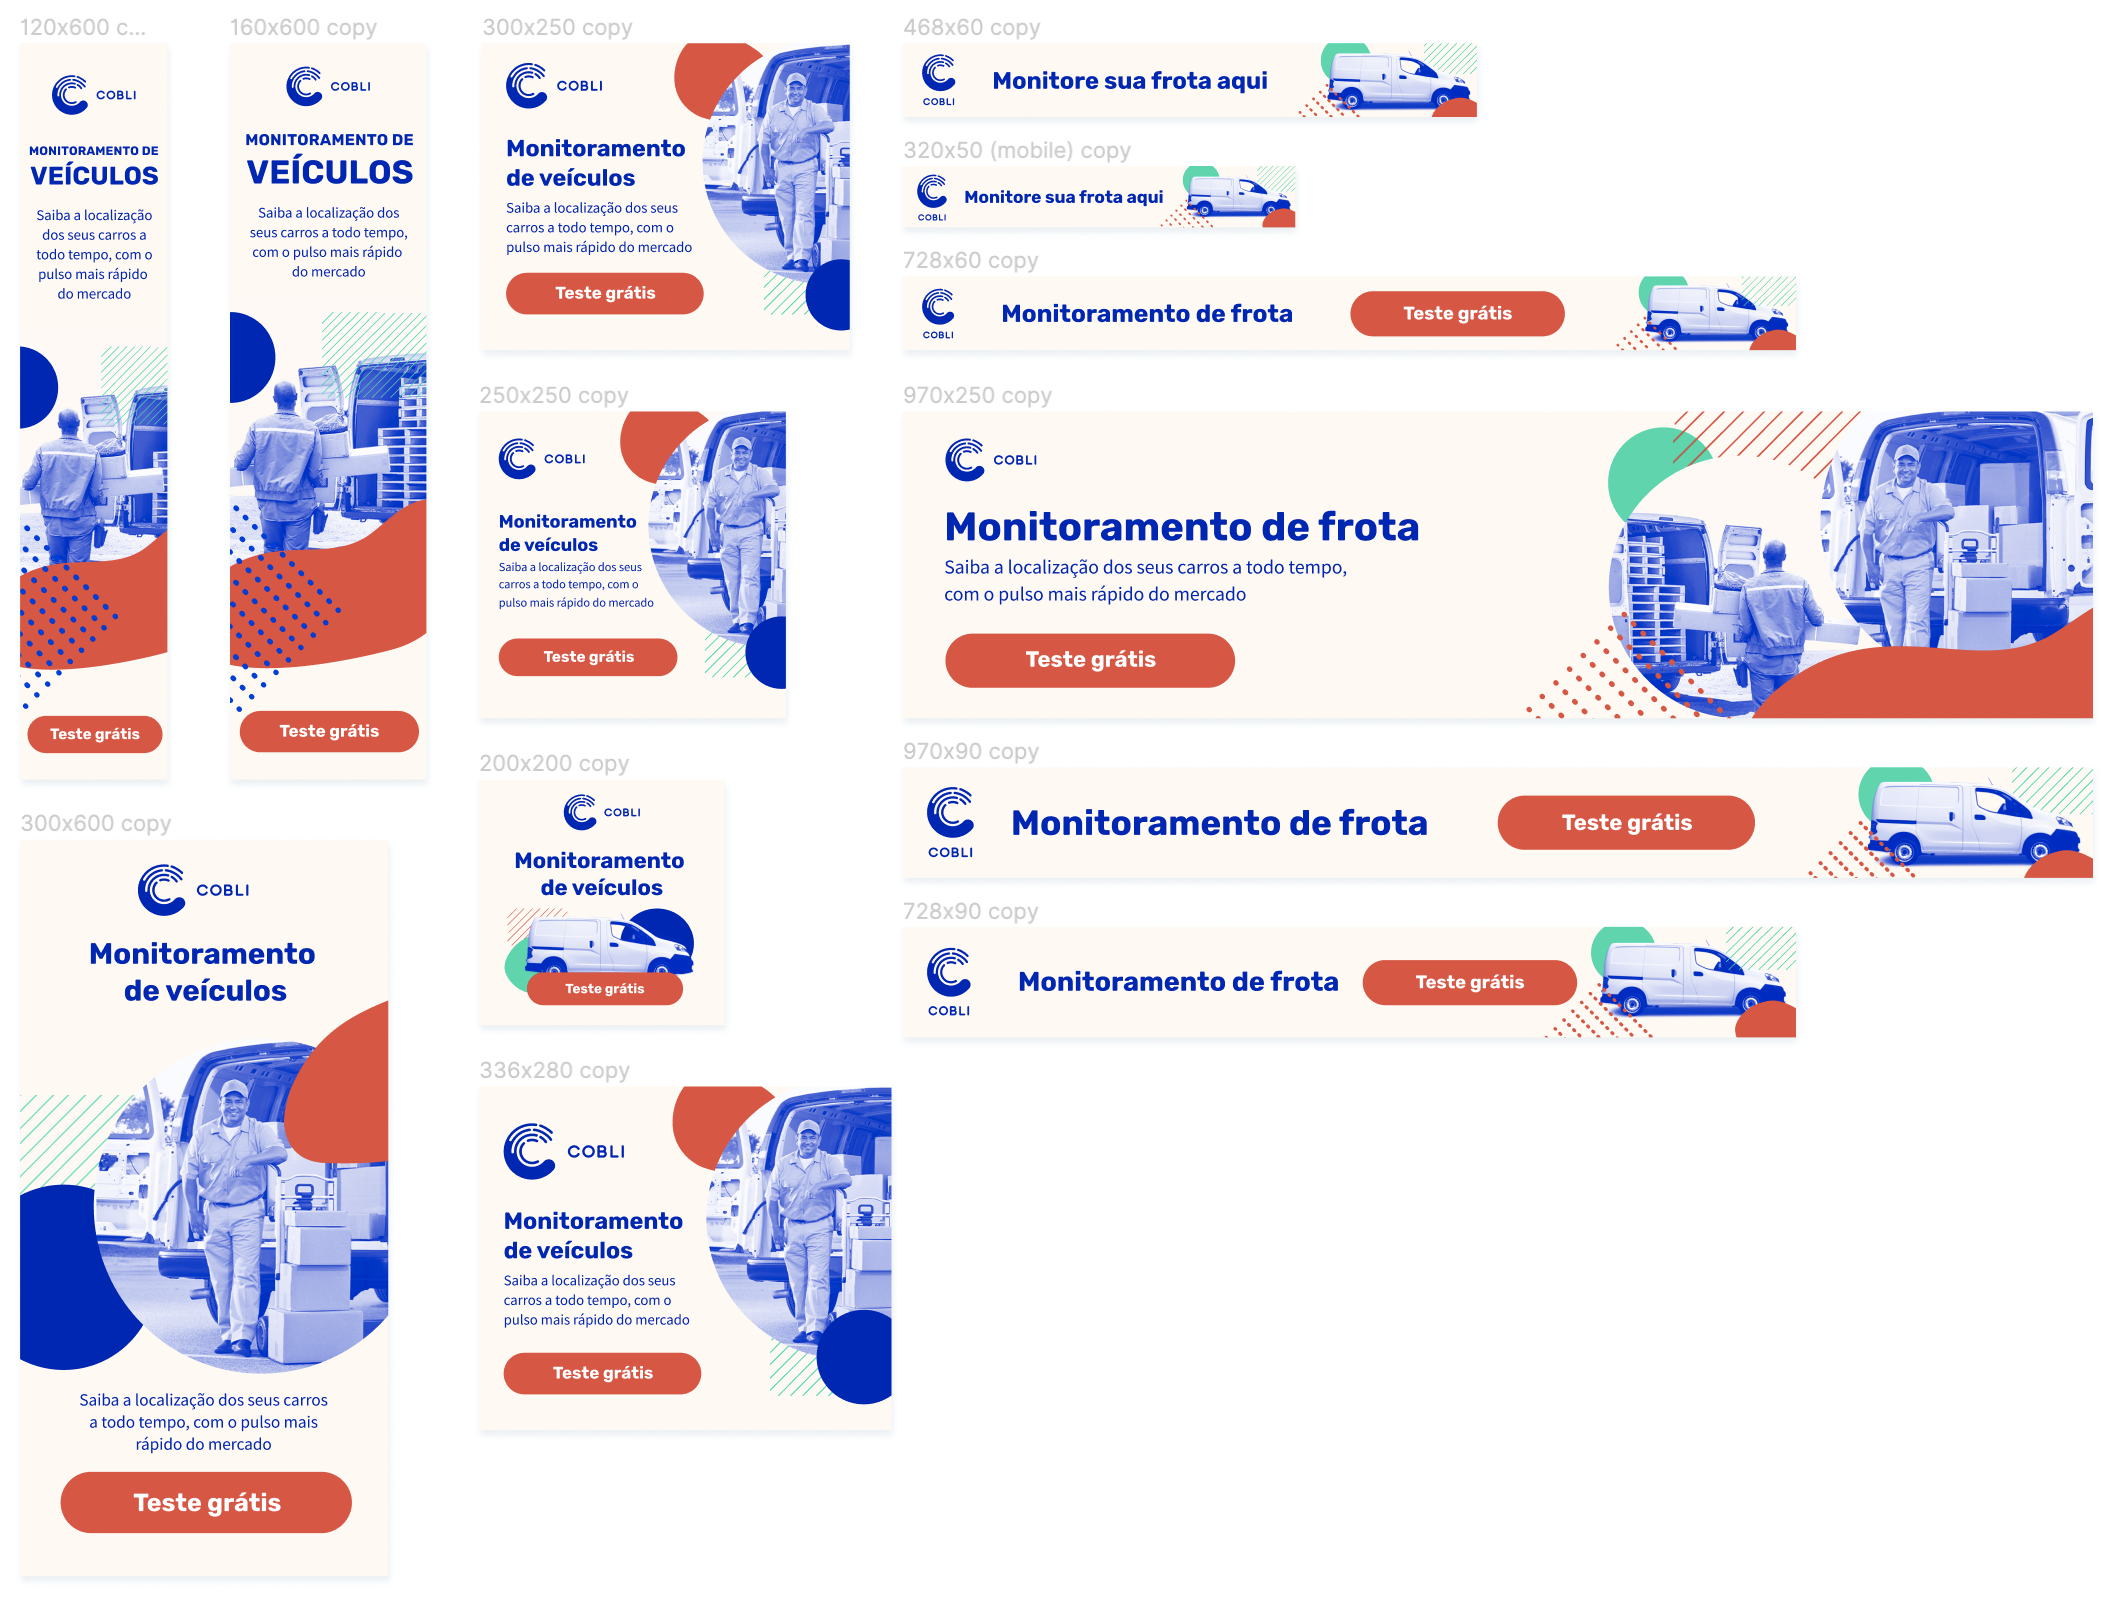 120x600 c...
COBLI
MONITORAMENTO DE
VEÍCULOS
Saiba a localização
dos seus carros a
todo tempo, com o
pulso mais rápido
do mercado
Teste grátis
160x600 copy
COBLI
MONITORAMENTO DE
VEÍCULOS
Saiba a localização dos
seus carros a todo tempo,
com o pulso mais rápido
do mercado
Teste grátis
300x600 copy
COBLI
Monitoramento
de veículos
Saiba a localização dos seus carros
a todo tempo, com o pulso mais
rápido do mercado
Teste grátis
300x250 copy
COBLI
Monitoramento
de veículos
Saiba a localização dos seus
carros a todo tempo, com o
pulso mais rápido do mercado
Teste grátis
250x250 copy
COBLI
Monitoramento
de veículos
Saiba a localização dos seus
carros a todo tempo, com o
pulso mais rápido do mercado
Teste grátis
200x200 copy
COBLI
Monitoramento
de veículos
Teste grátis
336x280 copy
COBLI
Monitoramento
de veículos
Saiba a localização dos seus
carros a todo tempo, com o
pulso mais rápido do mercado
Teste grátis
468x60 copy
COBLI
Monitore sua frota aqui
320x50 (mobile) copy
COBLI
Monitore sua frota aqui
728x60 copy
COBLI
Monitoramento de frota
Teste grátis
970x250 copy
COBLI
Monitoramento de frota
Saiba a localização dos seus carros a todo tempo,
com o pulso mais rápido do mercado
Teste grátis
970x90 copy
COBLI
Monitoramento de frota
Teste grátis
728x90 copy
COBLI
Monitoramento de frota
Teste grátis